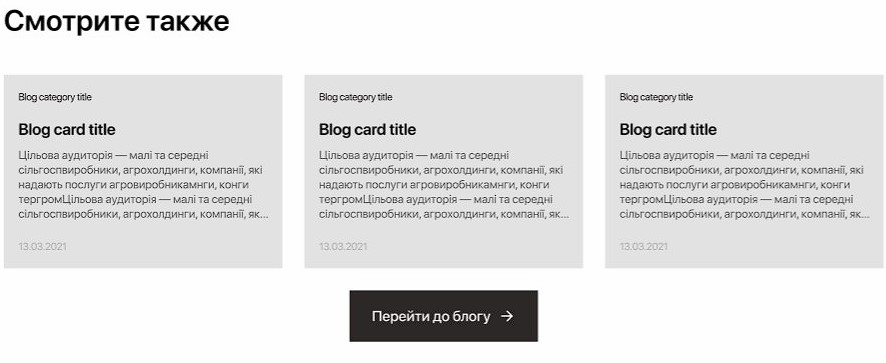 Смотрите также
Blog category title
Blog card title
Цільова аудиторія — малі та середні
сільгоспвиробники, агрохолдинги, компанії, які
надають послуги агровиробникамнги, конги
тергромЦільова аудиторія — малі та середні
сільгоспвиробники, агрохолдинги, компанії, як...
13.03.2021
Blog category title
Blog card title
Цільова аудиторія — малі та середні
сільгоспвиробники, агрохолдинги, компанії, які
надають послуги агровиробникамнги, конги
тергромЦільова аудиторія — малі та середні
сільгоспвиробники, агрохолдинги, компанії, як...
13.03.2021
Blog category title
Blog card title
Цільова аудиторія — малі та середні
сільгоспвиробники, агрохолдинги, компанії, які
надають послуги агровиробникамнги, конги
тергромЦільова аудиторія — малі та середні
сільгоспвиробники, агрохолдинги, компанії, як...
13.03.2021
Перейти до блогу →